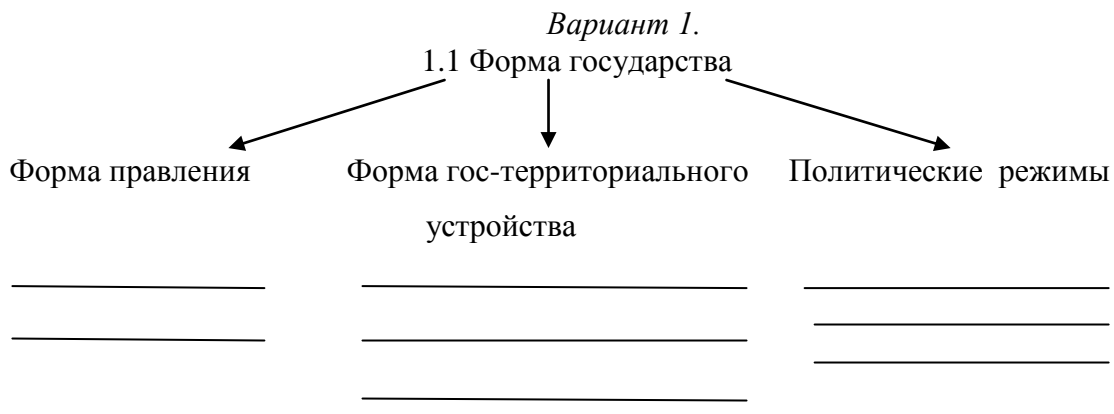 Вариант 1.
1.1 Форма государства
Форма правления Форма гос-территориального Политические режимы
устройства